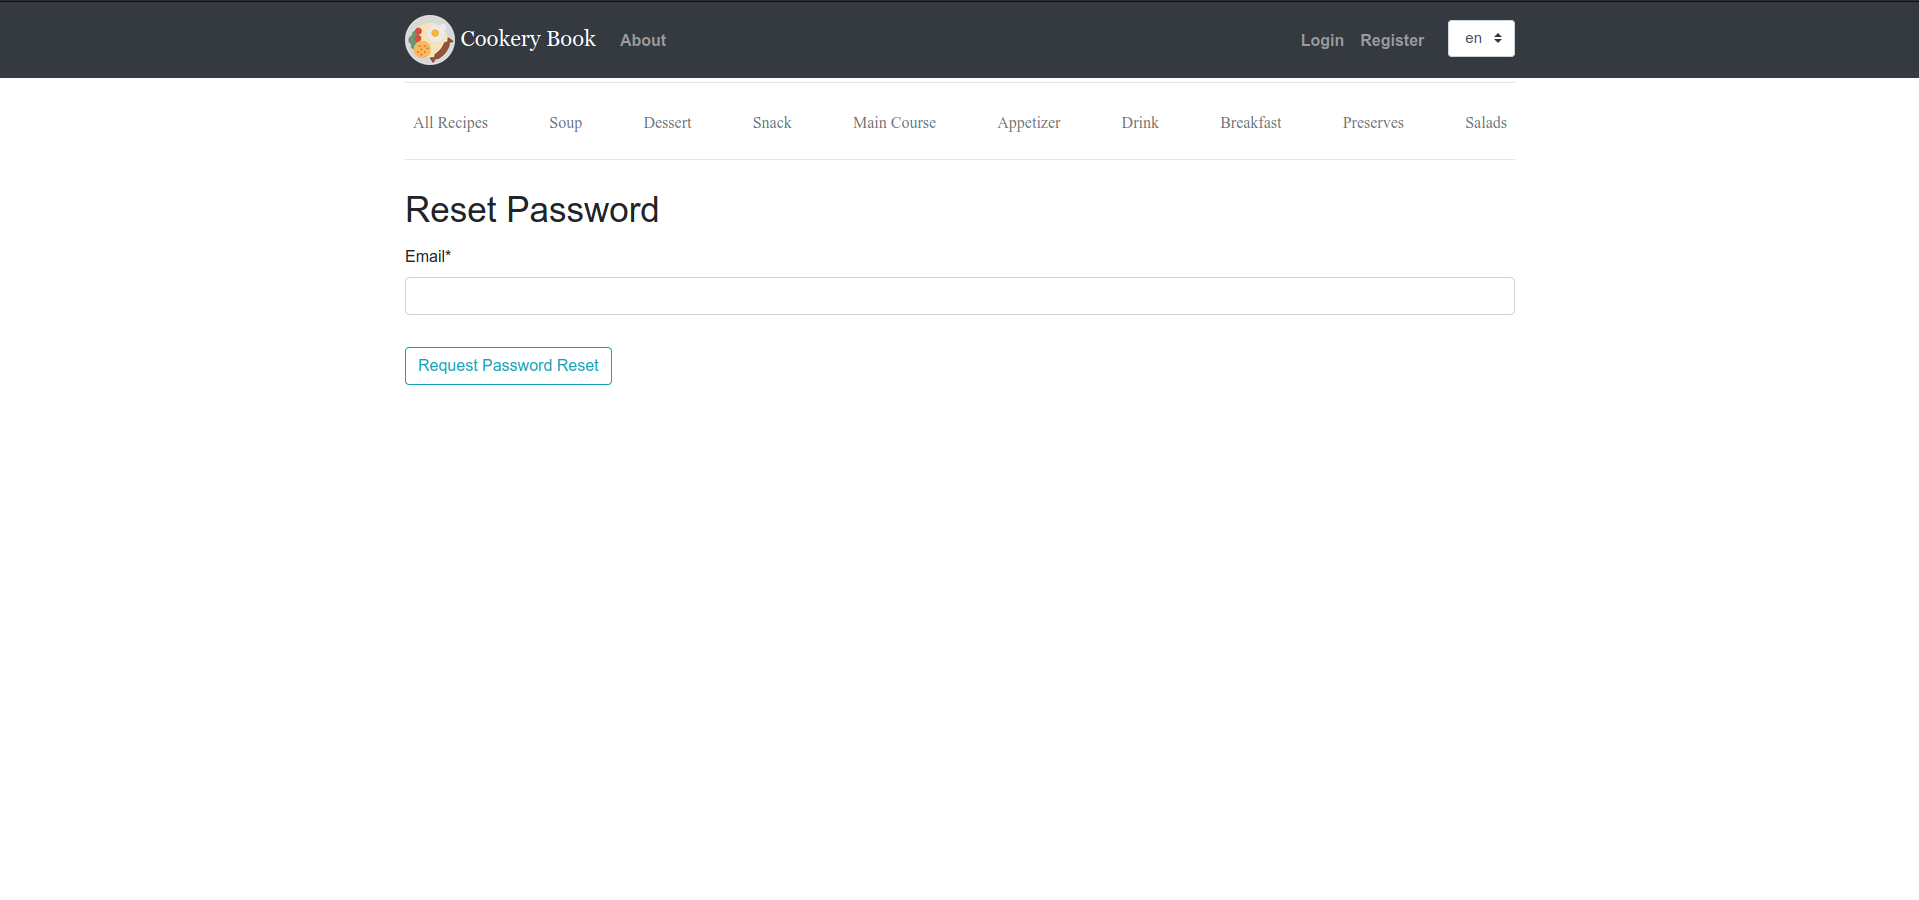 Cookery Book About Login Register en
All Recipes Soup Dessert Snack Main Course Appetizer Drink Breakfast Preserves Salads
Reset Password
Email*
Request Password Reset